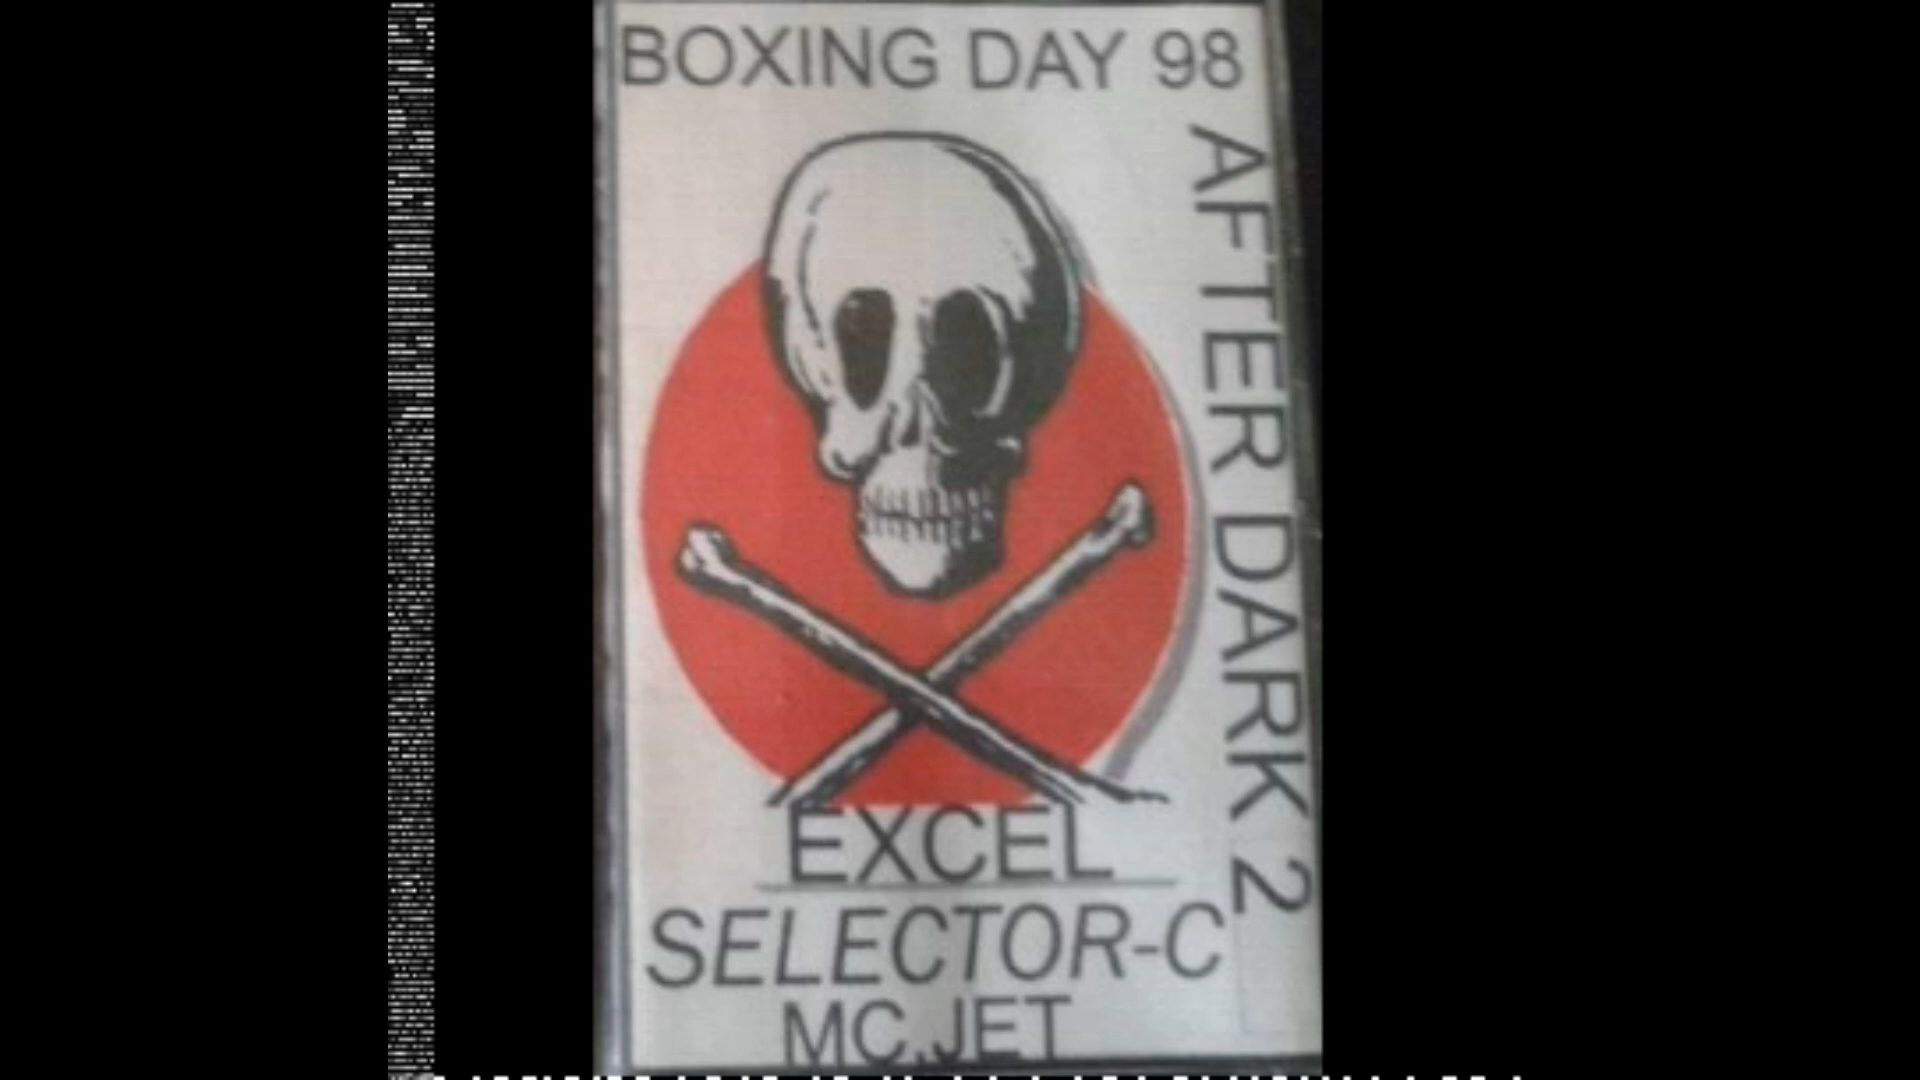 BOXING DAY 98
AFTER DARK 2
EXCEL
SELECTOR-C
MC.JET